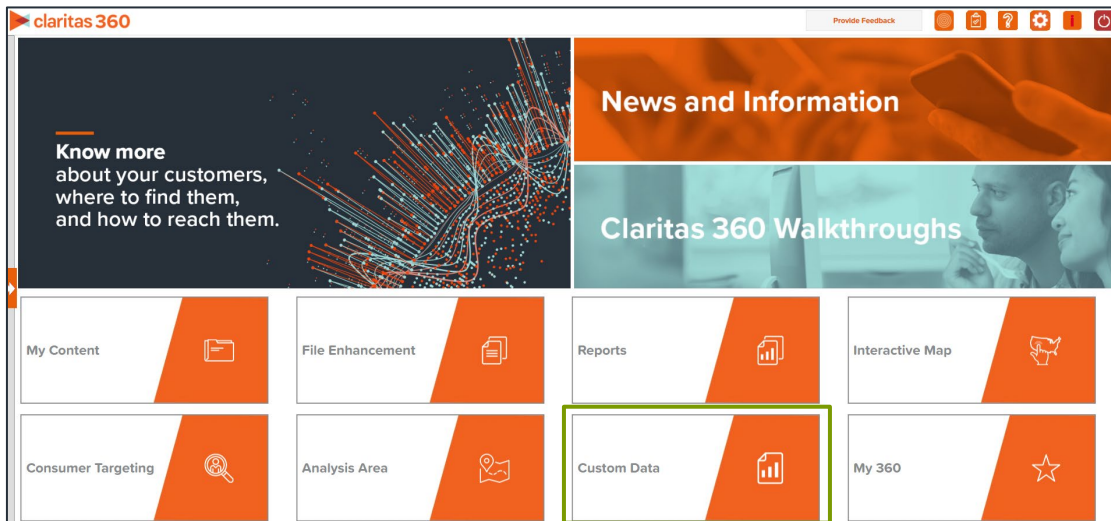 claritas 360
Provide Feedback
Know more
about your customers,
where to find them,
and how to reach them.
News and Information
Claritas 360 Walkthroughs
My Content
File Enhancement
Reports
Interactive Map
Consumer Targeting
Analysis Area
Custom Data
My 360